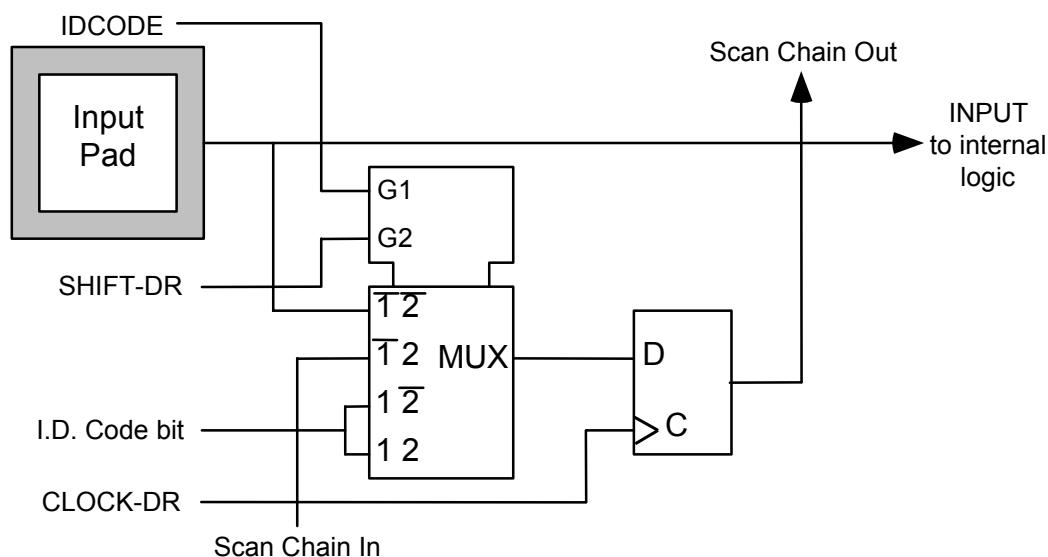 IDCODE
Scan Chain Out
Input
Pad
INPUT
to internal
logic
G1
G2
SHIFT-DR
1̅ 2̅
1̅ 2
MUX
D
1 2̅
I.D. Code bit
1 2
C
CLOCK-DR
Scan Chain In